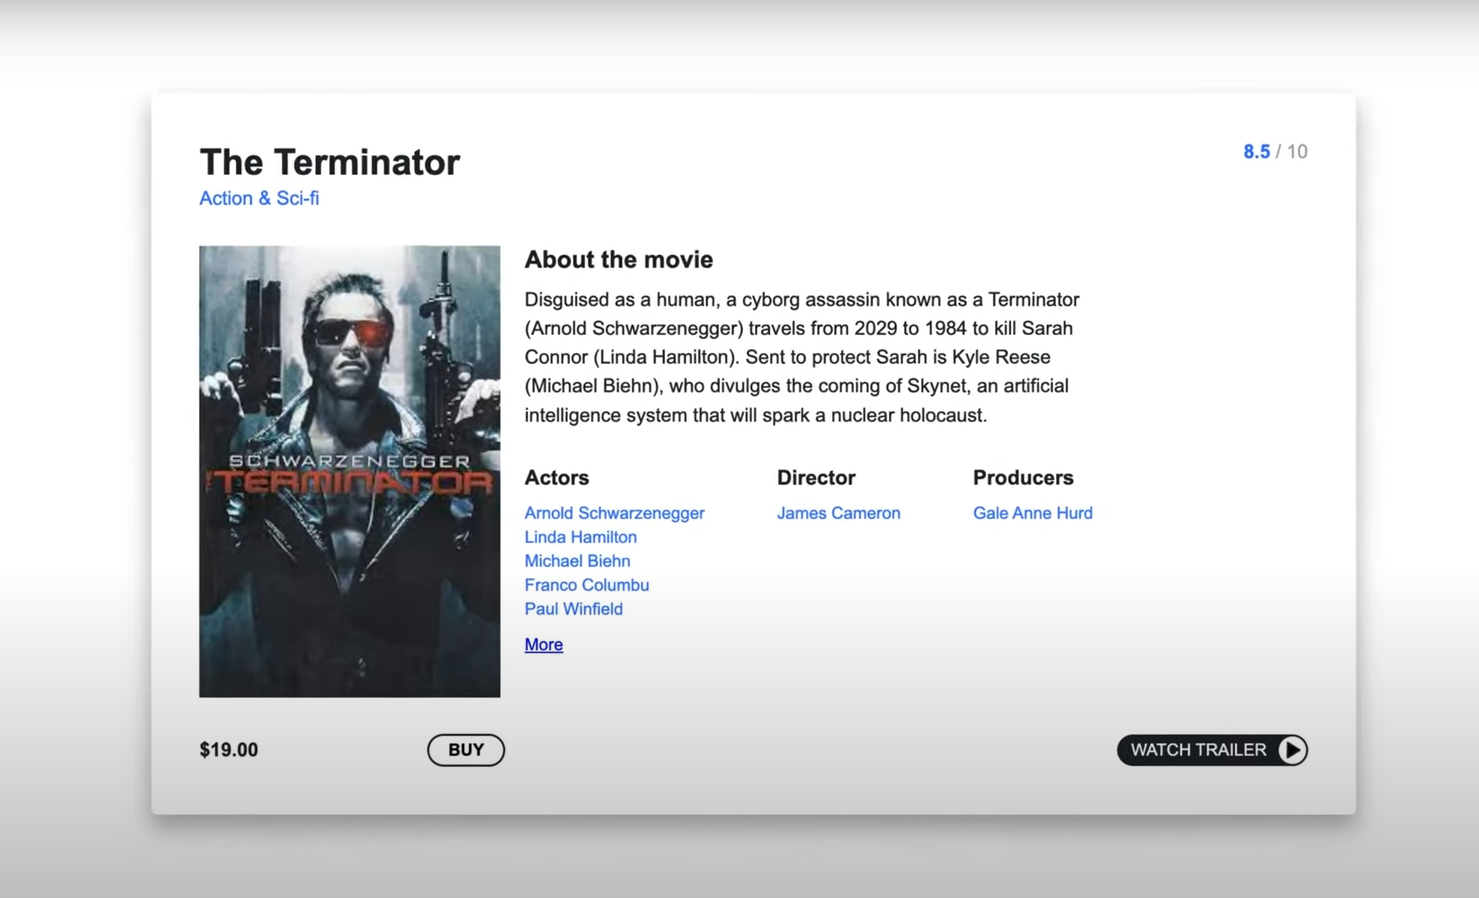 The Terminator
8.5 / 10
Action & Sci-fi
SCHWARZENEGGER
THE TERMINATOR
About the movie
Disguised as a human, a cyborg assassin known as a Terminator
(Arnold Schwarzenegger) travels from 2029 to 1984 to kill Sarah
Connor (Linda Hamilton). Sent to protect Sarah is Kyle Reese
(Michael Biehn), who divulges the coming of Skynet, an artificial
intelligence system that will spark a nuclear holocaust.
Actors
Arnold Schwarzenegger
Linda Hamilton
Michael Biehn
Franco Columbu
Paul Winfield
More
Director
James Cameron
Producers
Gale Anne Hurd
$19.00
BUY
WATCH TRAILER